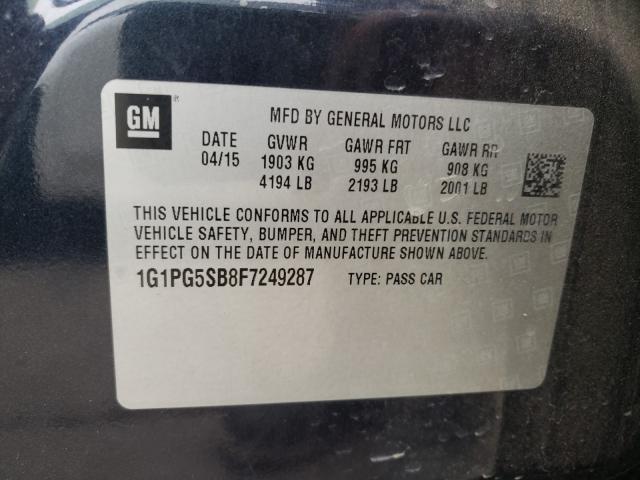 GM ®
MFD BY GENERAL MOTORS LLC
DATE GVWR GAWR FRT GAWR RR
04/15 1903 KG 995 KG 908 KG
4194 LB 2193 LB 2001 LB
THIS VEHICLE CONFORMS TO ALL APPLICABLE U.S. FEDERAL MOTOR
VEHICLE SAFETY, BUMPER, AND THEFT PREVENTION STANDARDS IN
EFFECT ON THE DATE OF MANUFACTURE SHOWN ABOVE.
1G1PG5SB8F7249287 TYPE: PASS CAR